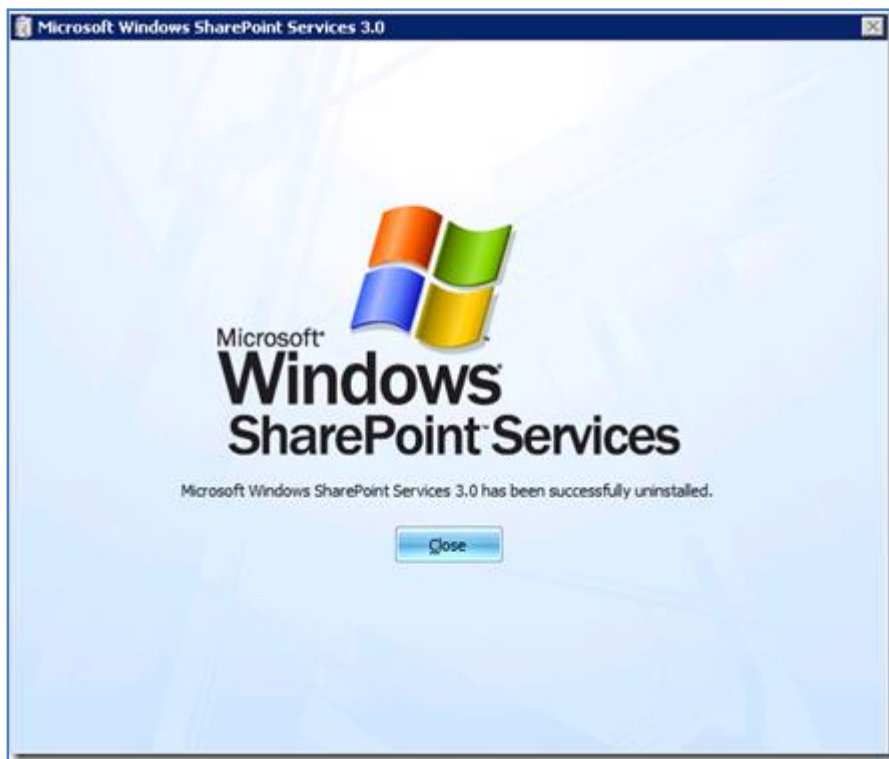 Microsoft Windows SharePoint Services 3.0
Microsoft®
Windows®
SharePoint™ Services
Microsoft Windows SharePoint Services 3.0 has been successfully uninstalled.
Close